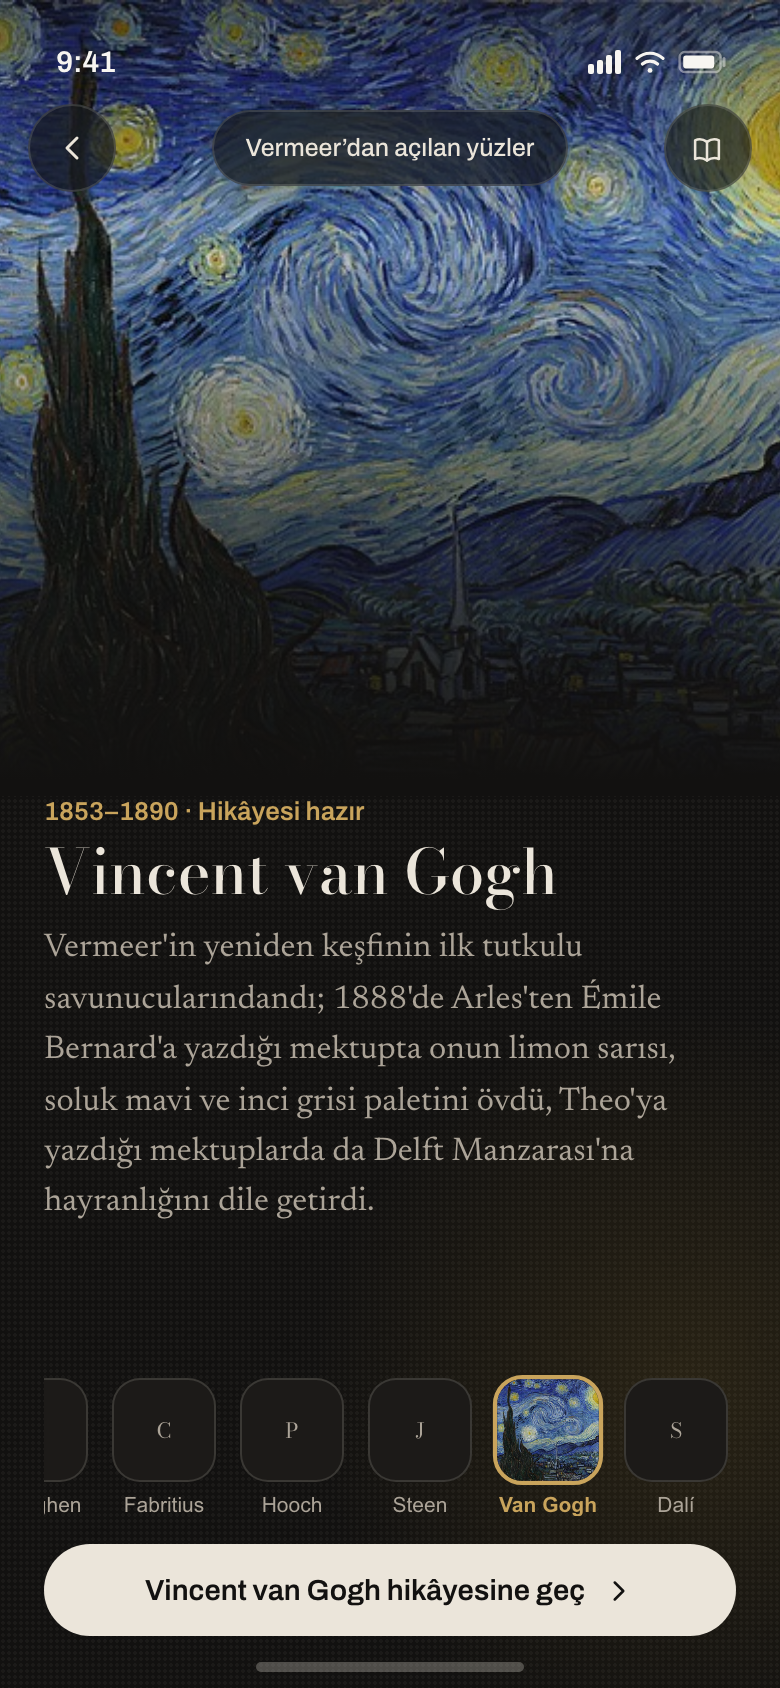 9:41
Vermeer’dan açılan yüzler
1853–1890 · Hikâyesi hazır
Vincent van Gogh
Vermeer'in yeniden keşfinin ilk tutkulu
savunucularındandı; 1888'de Arles'ten Émile
Bernard'a yazdığı mektupta onun limon sarısı,
soluk mavi ve inci grisi paletini övdü, Theo'ya
yazdığı mektuplarda da Delft Manzarası'na
hayranlığını dile getirdi.
C P J S
Fabritius Hooch Steen Van Gogh Dalí
Vincent van Gogh hikâyesine geç